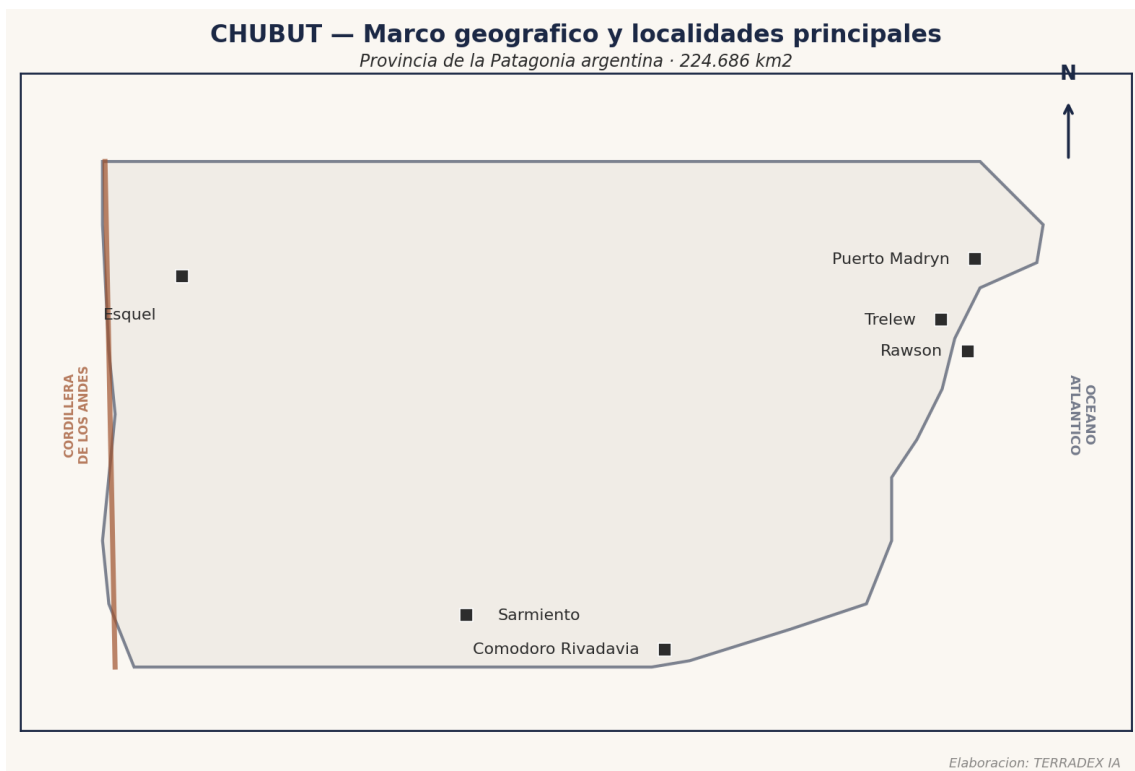 CHUBUT — Marco geografico y localidades principales
Provincia de la Patagonia argentina · 224.686 km2
N
Puerto Madryn
Esquel
Trelew
Rawson
CORDILLERA
DE LOS ANDES
OCEANO
ATLANTICO
Sarmiento
Comodoro Rivadavia
Elaboracion: TERRADEX IA